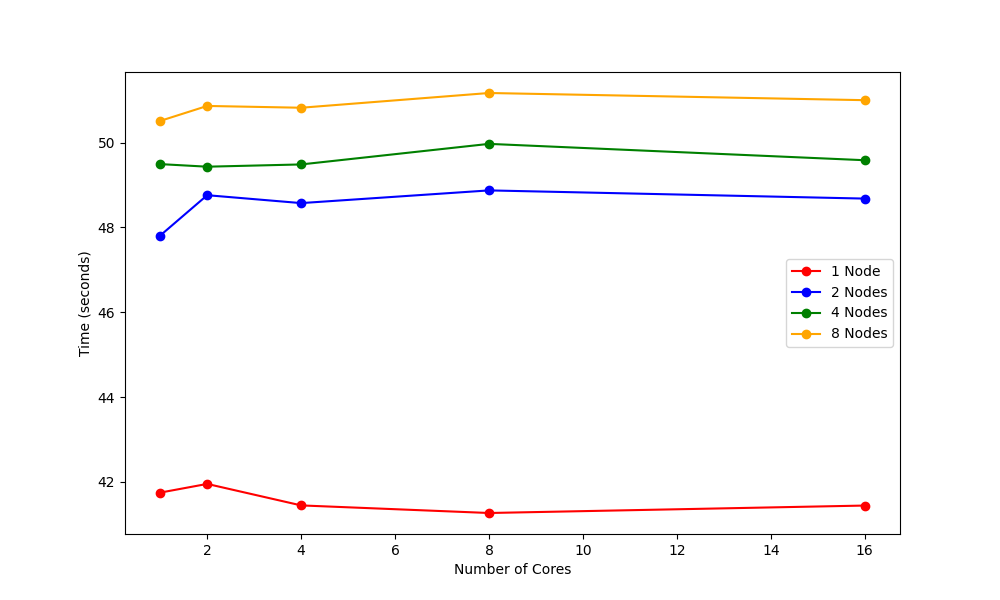 50
48
46
44
42
Time (seconds)
1 Node
2 Nodes
4 Nodes
8 Nodes
2 4 6 8 10 12 14 16
Number of Cores